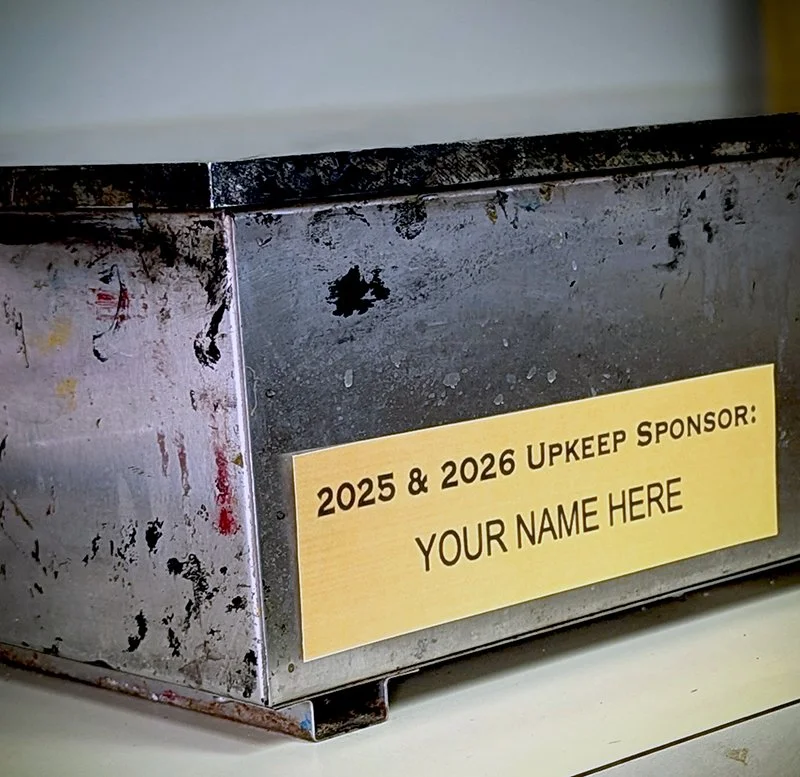 2025 & 2026 Upkeep Sponsor:
YOUR NAME HERE